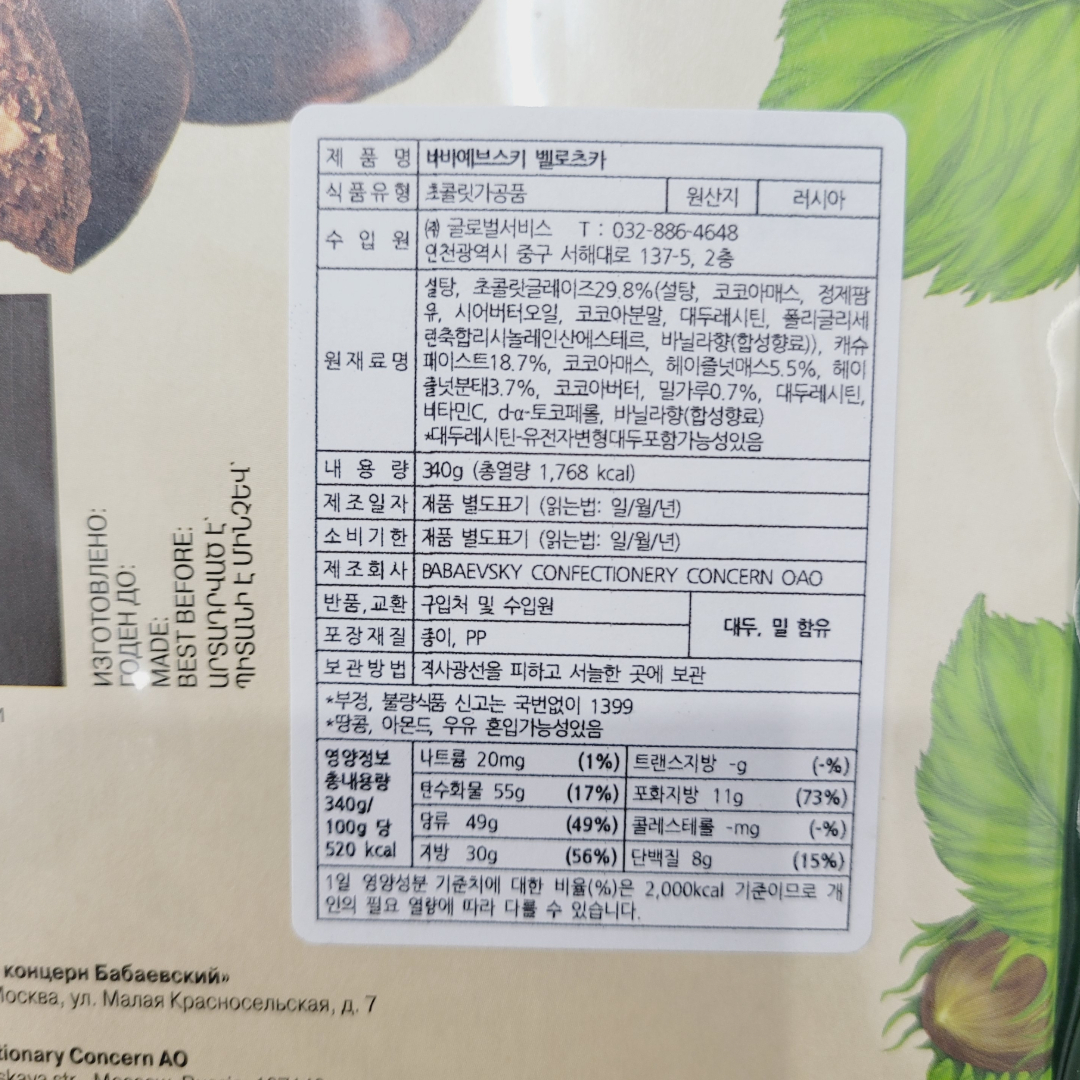 제 품 명 바바예브스키 벨로츠카
식품유형 초콜릿가공품 원산지 러시아
수 입 원 ㈜ 글로벌서비스 T : 032-886-4648
인천광역시 중구 서해대로 137-5, 2층
원재료명 설탕, 초콜릿글레이즈29.8%(설탕, 코코아매스, 정제팜
유, 시어버터오일, 코코아분말, 대두레시틴, 폴리글리세
린축합리시놀레인산에스테르, 바닐라향(합성향료)), 캐슈
페이스트18.7%, 코코아매스, 헤이즐넛매스5.5%, 헤이
즐넛분태3.7%, 코코아버터, 밀가루0.7%, 대두레시틴,
비타민C, d-α-토코페롤, 바닐라향(합성향료)
*대두레시틴-유전자변형대두포함가능성있음
내 용 량 340g (총열량 1,768 kcal)
제조일자 제품 별도표기 (읽는법: 일/월/년)
소비기한 제품 별도표기 (읽는법: 일/월/년)
제조회사 BABAEVSKY CONFECTIONERY CONCERN OAO
반품,교환 구입처 및 수입원
포장재질 종이, PP
대두, 밀 함유
보관방법 직사광선을 피하고 서늘한 곳에 보관
*부정, 불량식품 신고는 국번없이 1399
*땅콩, 아몬드, 우유 혼입가능성있음
영양정보
총내용량
340g/
100g 당
520 kcal
나트륨 20mg (1%) 트랜스지방 -g (-%)
탄수화물 55g (17%) 포화지방 11g (73%)
당류 49g (49%) 콜레스테롤 -mg (-%)
지방 30g (56%) 단백질 8g (15%)
1일 영양성분 기준치에 대한 비율(%)은 2,000kcal 기준이므로 개
인의 필요 열량에 따라 다를 수 있습니다.
ИЗГОТОВЛЕНО:
ГОДЕН ДО:
MADE:
BEST BEFORE:
ԱՐՏԱԴՐՎԱԾ Է՝
ՊԻՏԱՆԻ Է ՄԻՆՉԵՎ՝
концерн Бабаевский»
Москва, ул. Малая Красносельская, д. 7
Concern AO